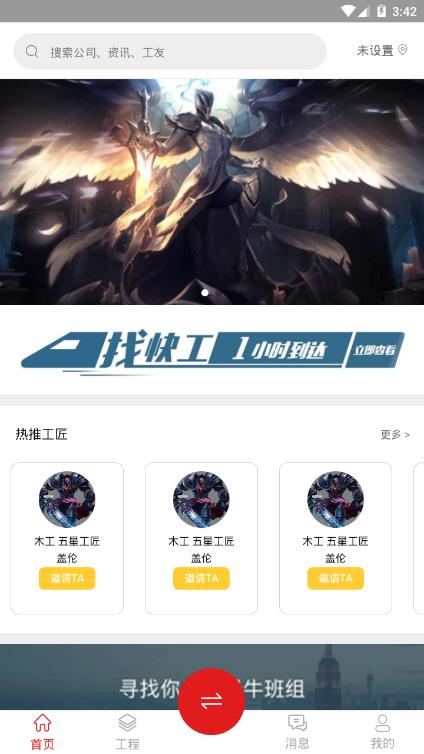 3:42
搜索公司、资讯、工友
未设置
找快工 1小时到达 立即查看
热推工匠
更多 >
木工 五星工匠
盖伦
邀请TA
木工 五星工匠
盖伦
邀请TA
木工 五星工匠
盖伦
邀请TA
寻找你 牛班组
首页
工程
消息
我的